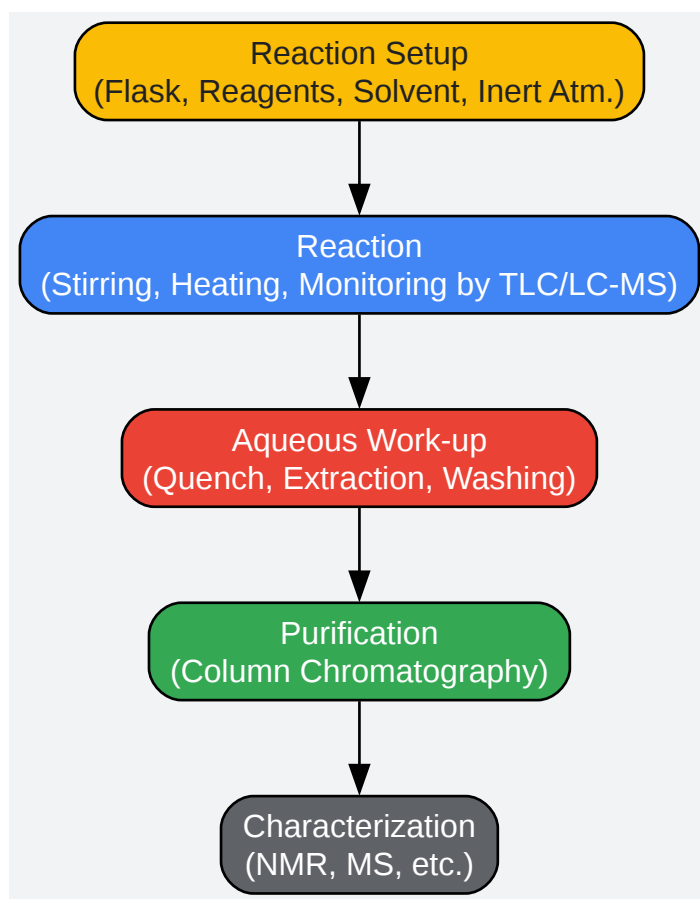 Reaction Setup
(Flask, Reagents, Solvent, Inert Atm.)
Reaction
(Stirring, Heating, Monitoring by TLC/LC-MS)
Aqueous Work-up
(Quench, Extraction, Washing)
Purification
(Column Chromatography)
Characterization
(NMR, MS, etc.)